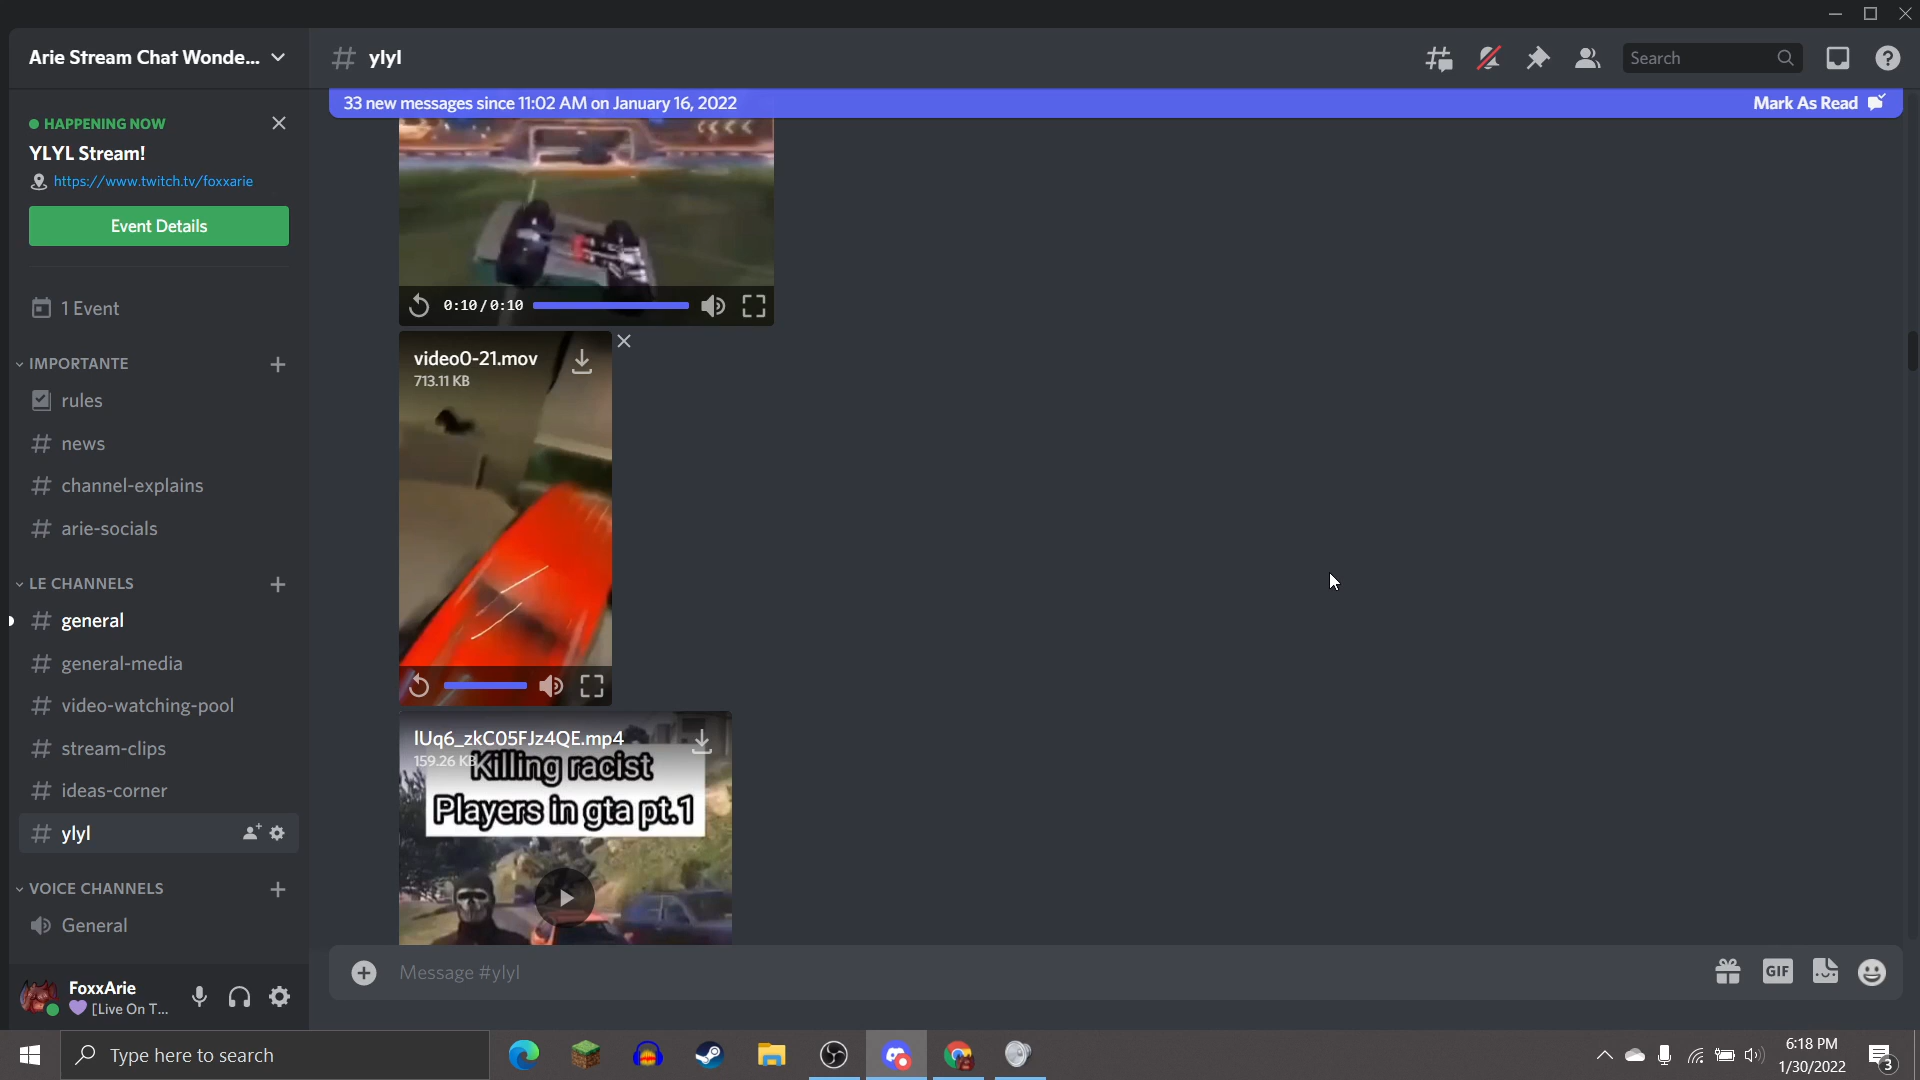 Arie Stream Chat Wonde...
ylyl
Search
33 new messages since 11:02 AM on January 16, 2022
Mark As Read
HAPPENING NOW
YLYL Stream!
https://www.twitch.tv/foxxarie
Event Details
1 Event
IMPORTANTE
rules
news
channel-explains
arie-socials
LE CHANNELS
general
general-media
video-watching-pool
stream-clips
ideas-corner
ylyl
VOICE CHANNELS
General
FoxxArie
[Live On T...
0:10/0:10
video0-21.mov
713.11 KB
lUq6_zkC05FJz4QE.mp4
159.26 KB
Killing racist
Players in gta pt.1
Message #ylyl
GIF
Type here to search
6:18 PM
1/30/2022
3